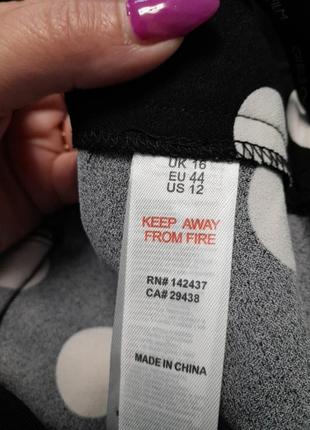 UK 16
EU 44
US 12
KEEP AWAY
FROM FIRE
RN# 142437
CA# 29438
MADE IN CHINA